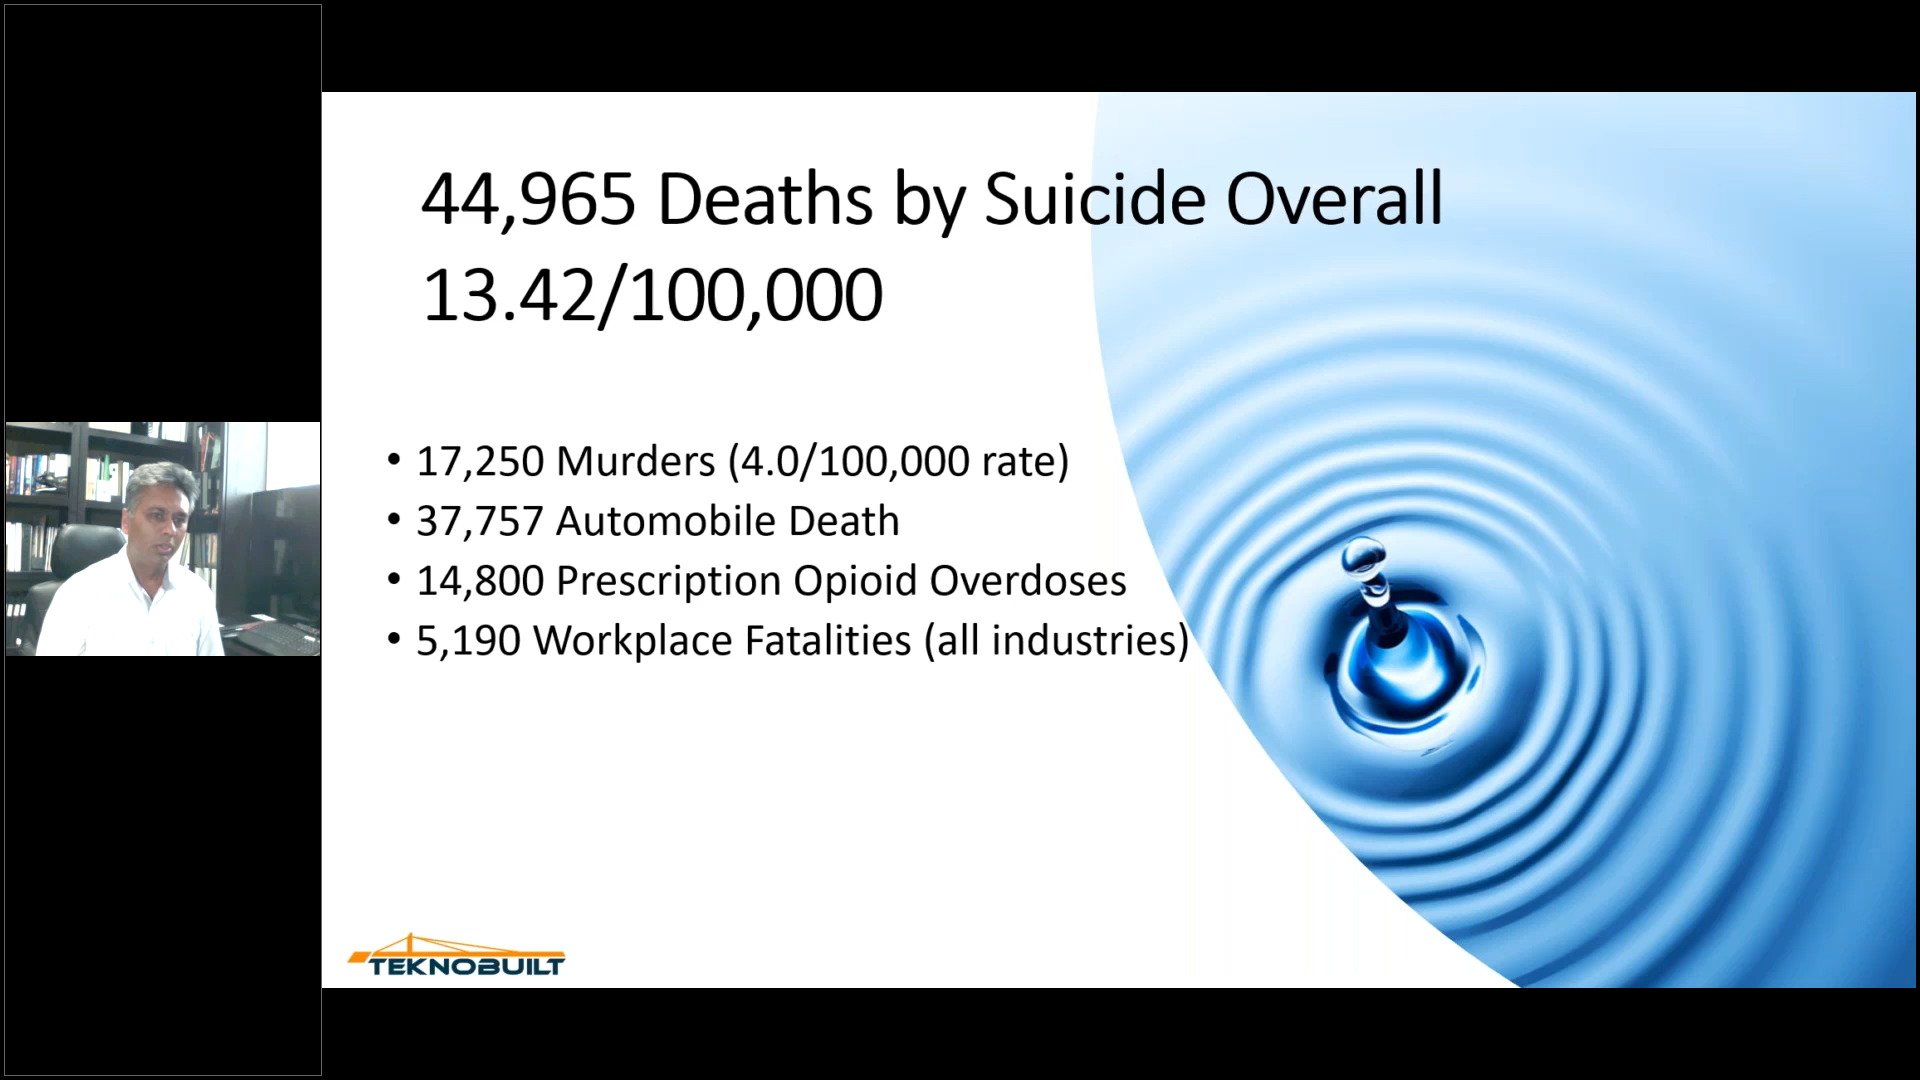 44,965 Deaths by Suicide Overall
13.42/100,000
• 17,250 Murders (4.0/100,000 rate)
• 37,757 Automobile Death
• 14,800 Prescription Opioid Overdoses
• 5,190 Workplace Fatalities (all industries)
TEKNOBUILT